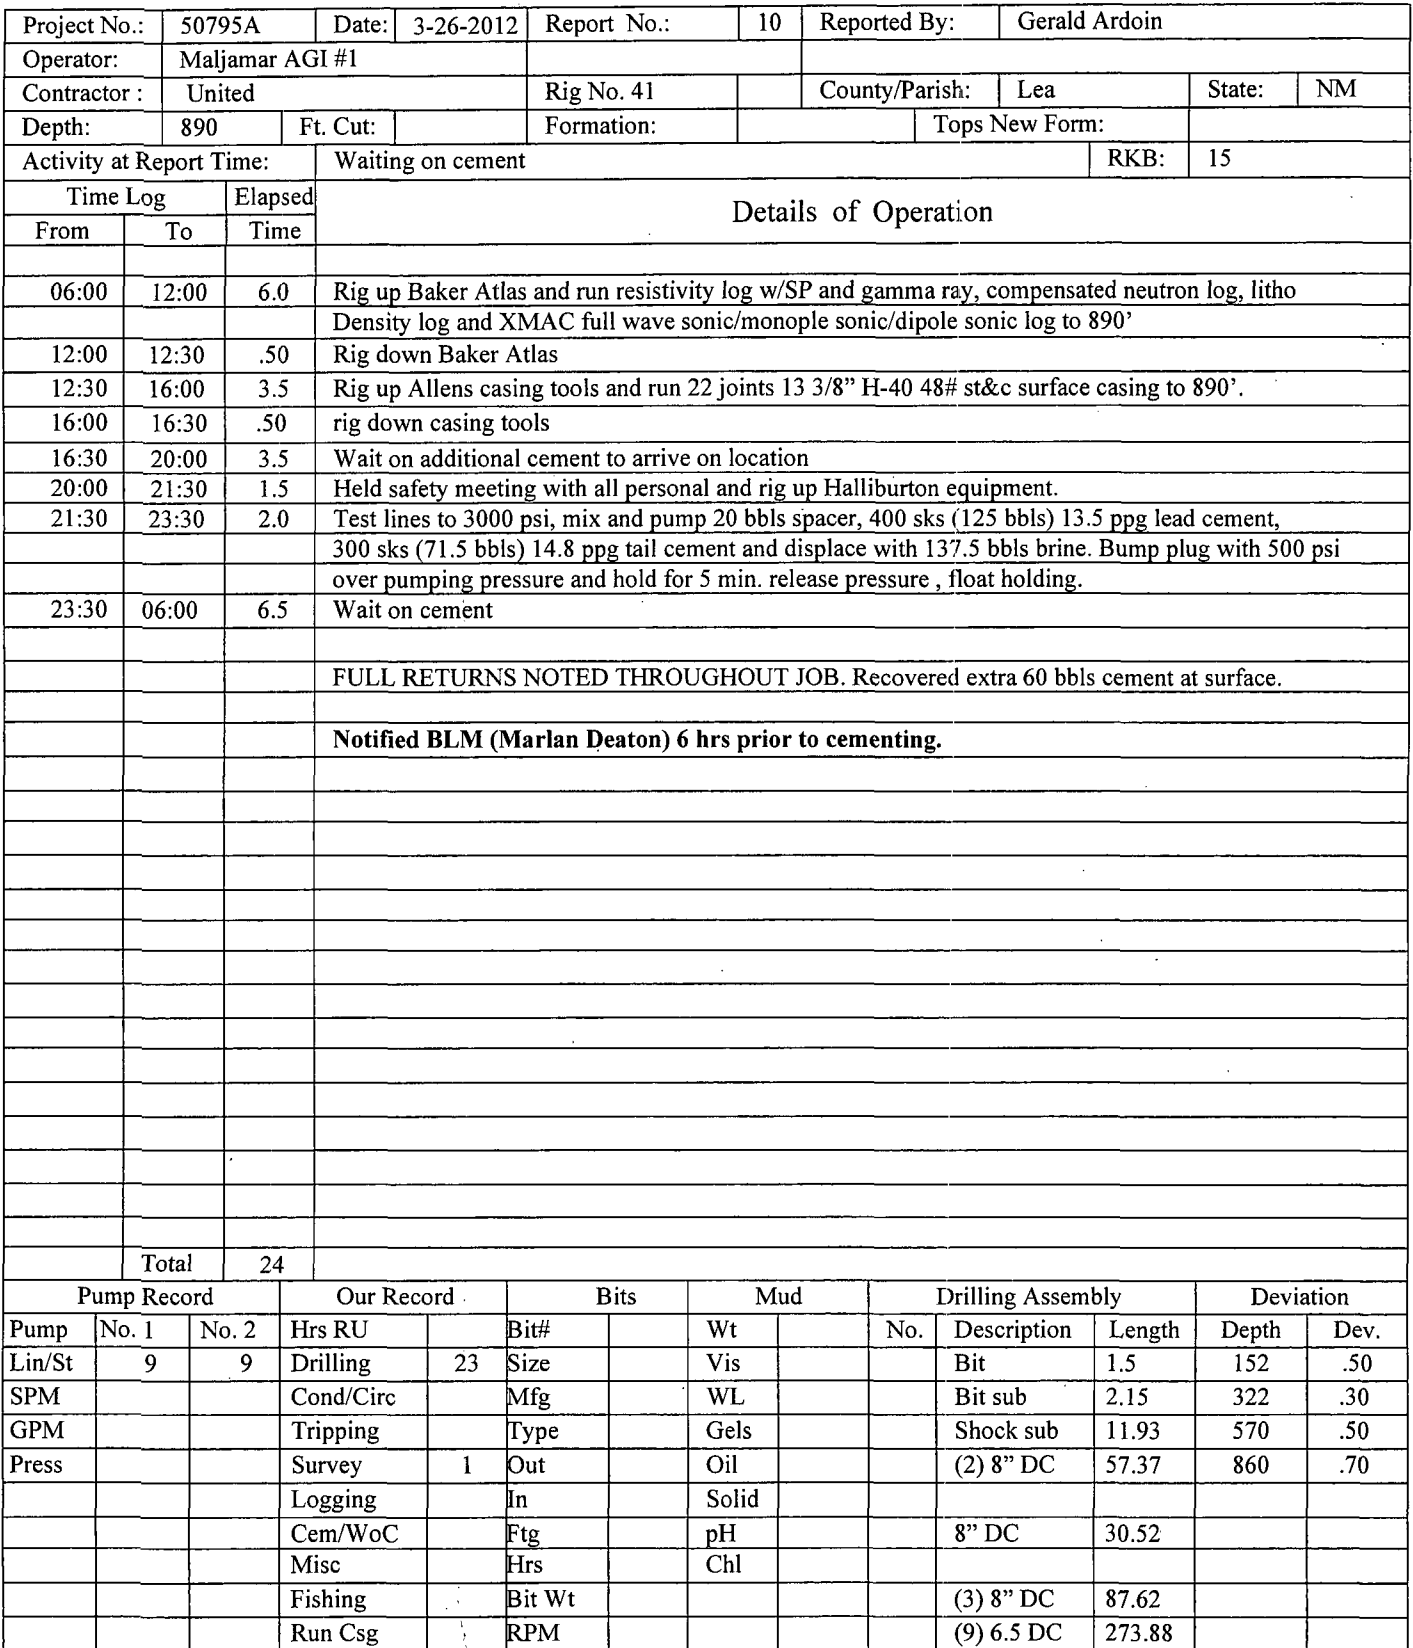 Project No.: 50795A Date: 3-26-2012 Report No.: 10 Reported By: Gerald Ardoin
Operator: Maljamar AGI #1
Contractor : United Rig No. 41 County/Parish: Lea State: NM
Depth: 890 Ft. Cut: Formation: Tops New Form:
Activity at Report Time: Waiting on cement RKB: 15
Time Log Elapsed Details of Operation
From To Time
06:00 12:00 6.0 Rig up Baker Atlas and run resistivity log w/SP and gamma ray, compensated neutron log, litho
Density log and XMAC full wave sonic/monople sonic/dipole sonic log to 890’
12:00 12:30 .50 Rig down Baker Atlas
12:30 16:00 3.5 Rig up Allens casing tools and run 22 joints 13 3/8” H-40 48# st&c surface casing to 890’.
16:00 16:30 .50 rig down casing tools
16:30 20:00 3.5 Wait on additional cement to arrive on location
20:00 21:30 1.5 Held safety meeting with all personal and rig up Halliburton equipment.
21:30 23:30 2.0 Test lines to 3000 psi, mix and pump 20 bbls spacer, 400 sks (125 bbls) 13.5 ppg lead cement,
300 sks (71.5 bbls) 14.8 ppg tail cement and displace with 137.5 bbls brine. Bump plug with 500 psi
over pumping pressure and hold for 5 min. release pressure , float holding.
23:30 06:00 6.5 Wait on cement
FULL RETURNS NOTED THROUGHOUT JOB. Recovered extra 60 bbls cement at surface.
Notified BLM (Marlan Deaton) 6 hrs prior to cementing.
Total 24
Pump Record Our Record Bits Mud Drilling Assembly Deviation
Pump No. 1 No. 2 Hrs RU Bit# Wt No. Description Length Depth Dev.
Lin/St 9 9 Drilling 23 Size Vis Bit 1.5 152 .50
SPM Cond/Circ Mfg WL Bit sub 2.15 322 .30
GPM Tripping Type Gels Shock sub 11.93 570 .50
Press Survey 1 Out Oil (2) 8” DC 57.37 860 .70
Logging In Solid
Cem/WoC Ftg pH 8” DC 30.52
Misc Hrs Chl
Fishing Bit Wt (3) 8” DC 87.62
Run Csg RPM (9) 6.5 DC 273.88